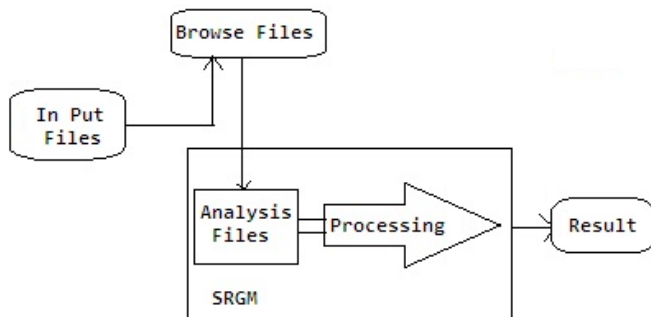 Browse Files
In Put
Files
Analysis
Files
Processing
Result
SRGM